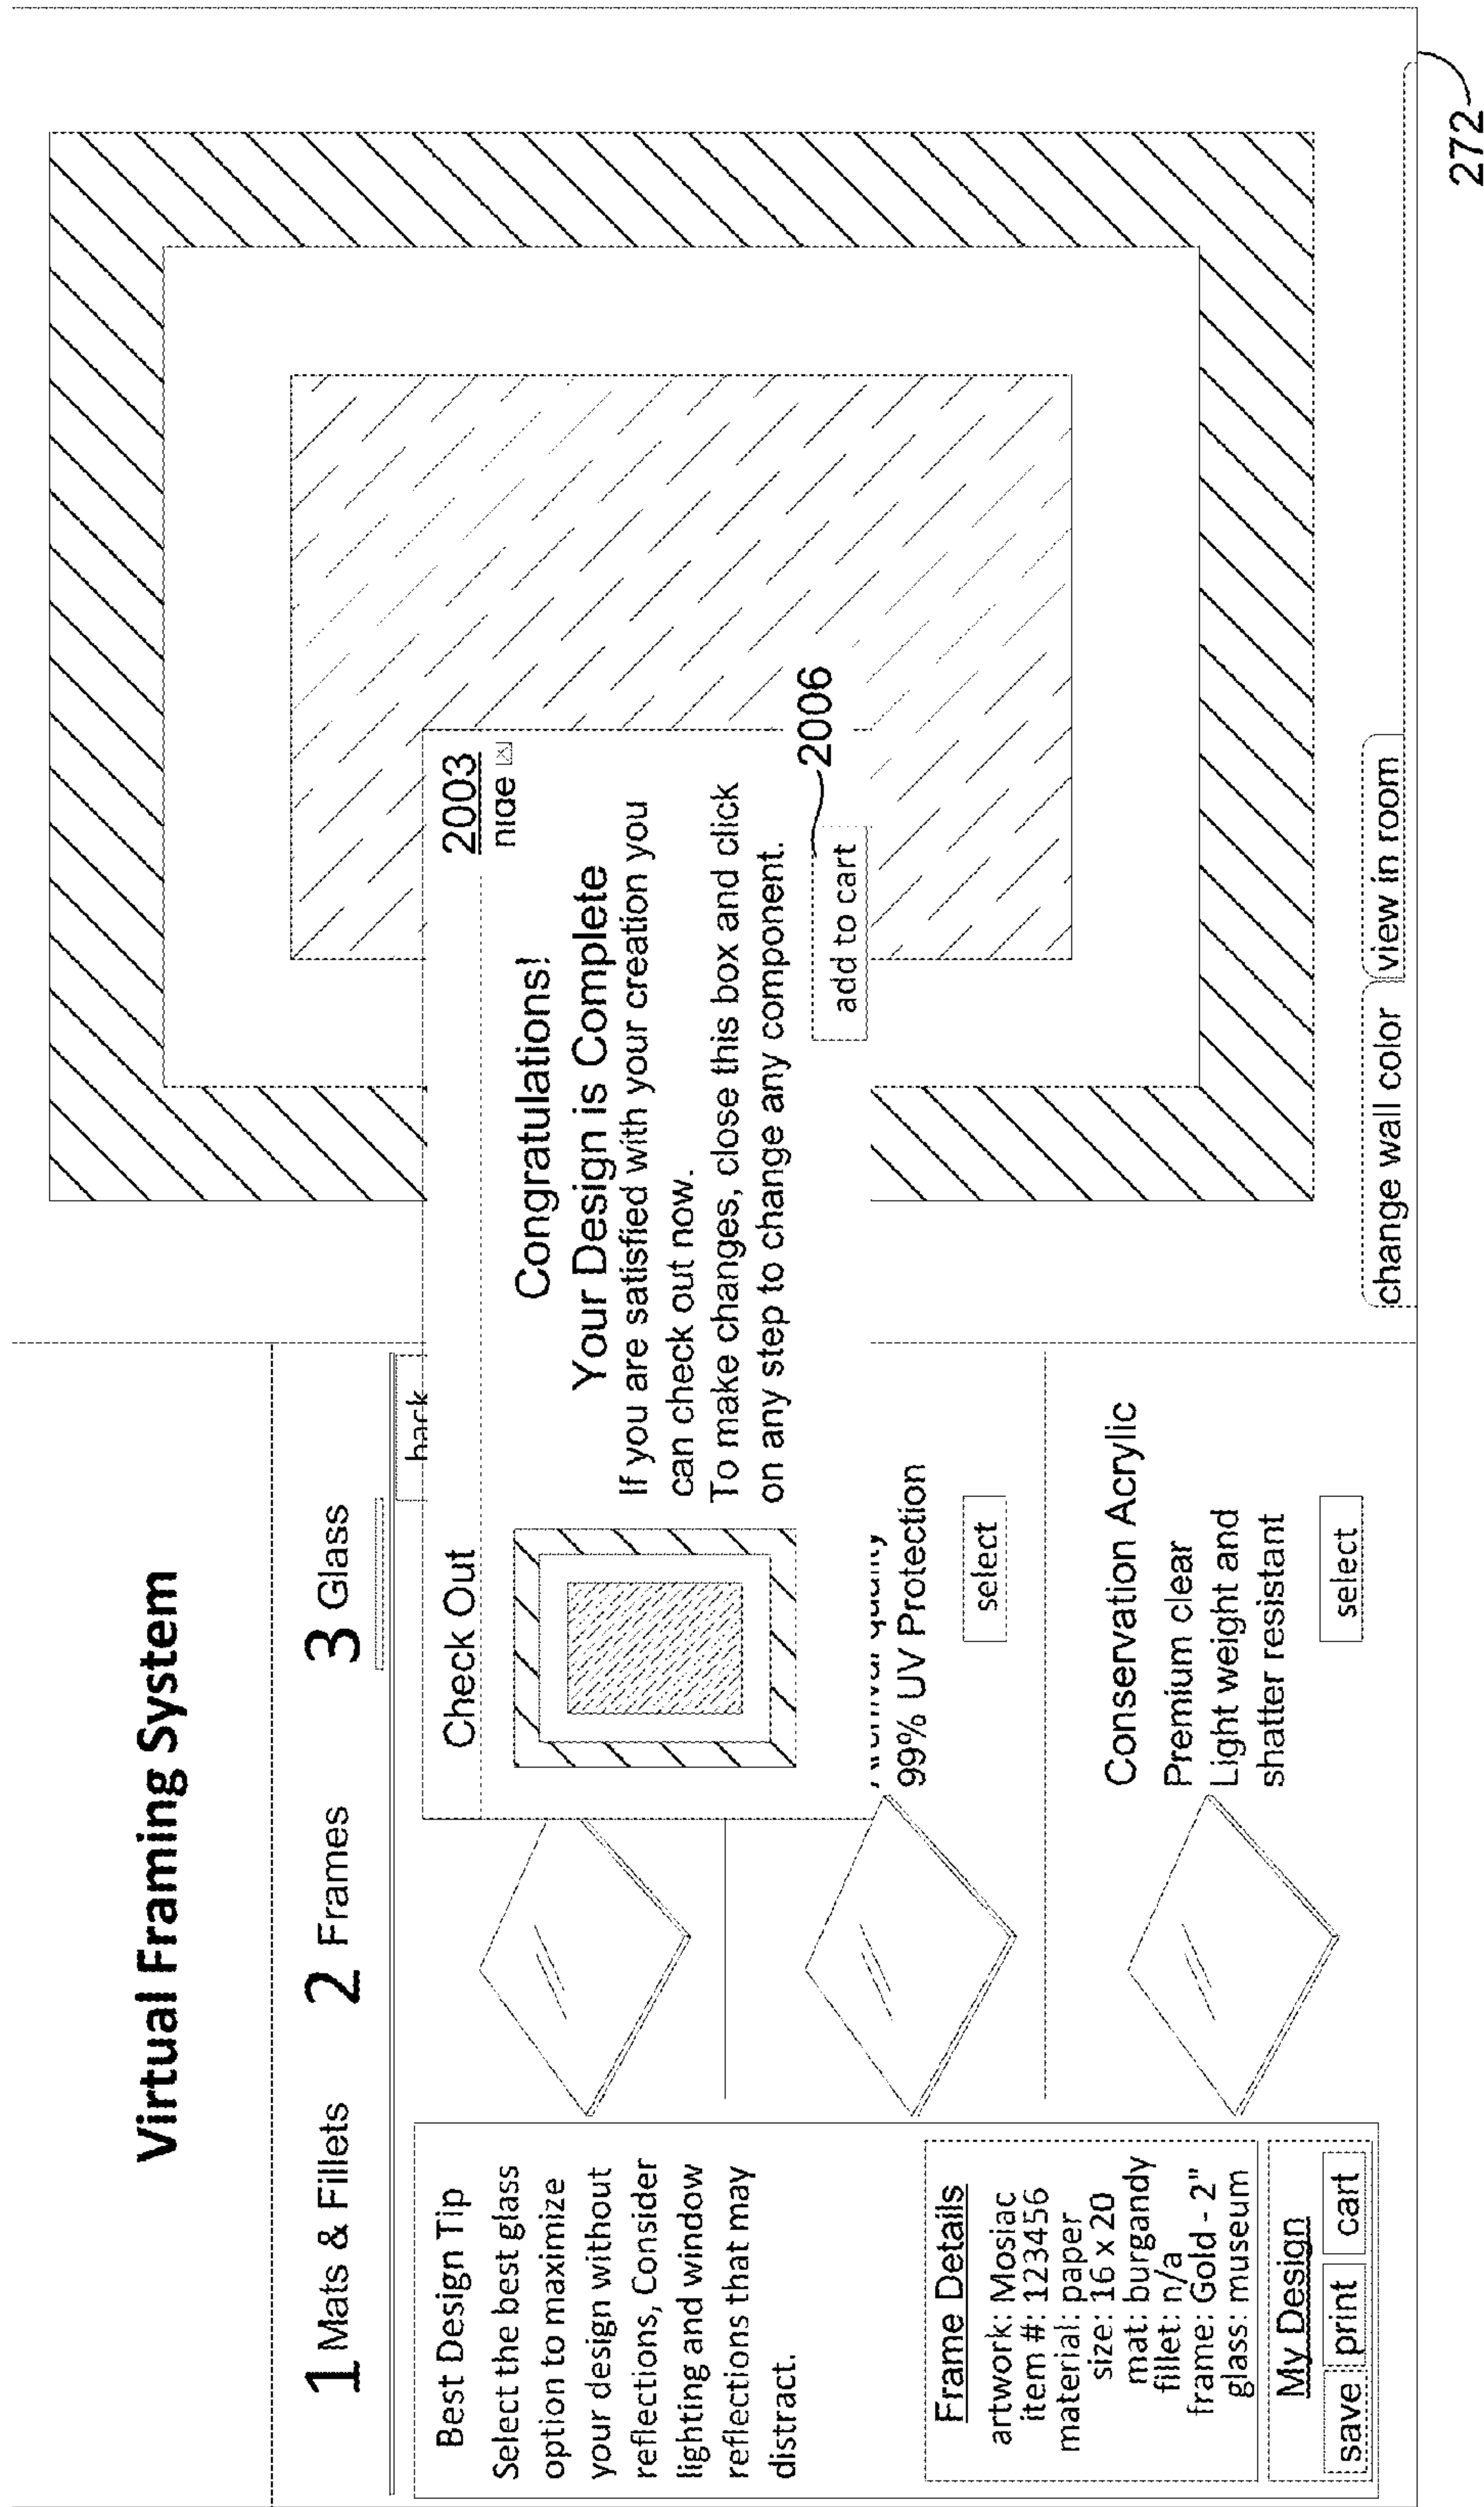 Virtual Framing System
1 Mats & Fillets
2 Frames
3 Glass
back
Best Design Tip
Select the best glass
option to maximize
your design without
reflections, Consider
lighting and window
reflections that may
distract.
Frame Details
artwork: Mosiac
item #: 123456
material: paper
size: 16 x 20
mat: burgandy
fillet: n/a
frame: Gold - 2"
glass: museum
My Design
save
print
cart
Check Out
2003
hide
Congratulations!
Your Design is Complete
If you are satisfied with your creation you
can check out now.
To make changes, close this box and click
on any step to change any component.
add to cart
2006
Archival quality
99% UV Protection
select
Conservation Acrylic
Premium clear
Light weight and
shatter resistant
select
change wall color
view in room
272